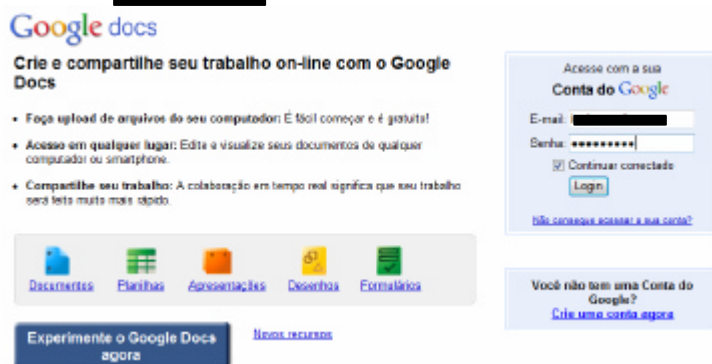 Google docs
Crie e compartilhe seu trabalho on-line com o Google
Docs
• Faça upload de arquivos do seu computador: É fácil começar e é gratuito!
• Acesso em qualquer lugar: Edite e visualize seus documentos de qualquer
computador ou smartphone.
• Compartilhe seu trabalho: A colaboração em tempo real significa que seu trabalho
será feito muito mais rápido.
Documentos Planilhas Apresentações Desenhos Formulários
Experimente o Google Docs
agora
Novos recursos
Acesse com a sua
Conta do Google
E-mail:
Senha: •••••••••
Continuar conectado
Login
Não consegue acessar a sua conta?
Você não tem uma Conta do
Google?
Crie uma conta agora